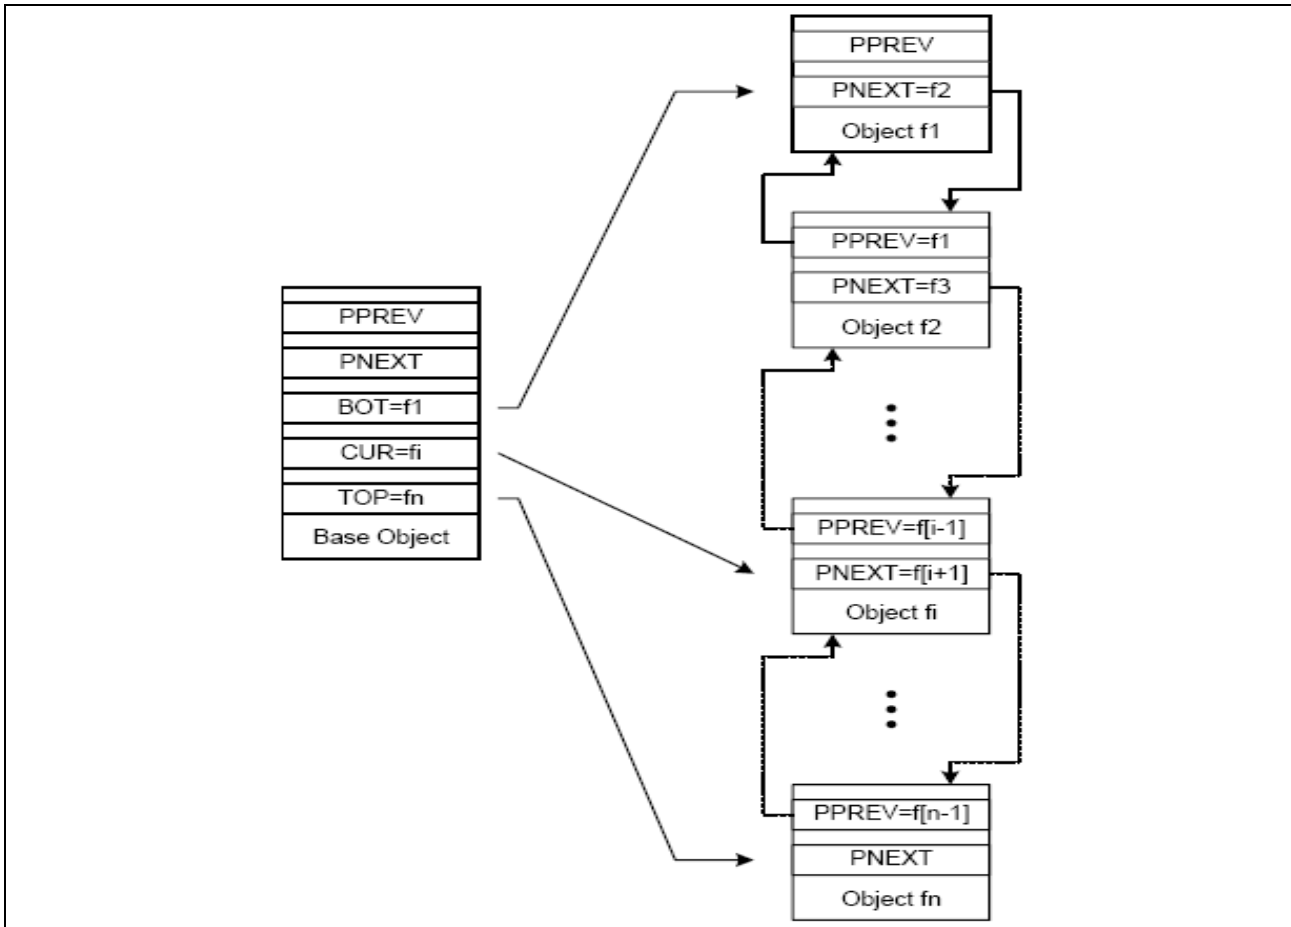 PPREV
PNEXT
BOT=f1
CUR=fi
TOP=fn
Base Object
PPREV
PNEXT=f2
Object f1
PPREV=f1
PNEXT=f3
Object f2
PPREV=f[i-1]
PNEXT=f[i+1]
Object fi
PPREV=f[n-1]
PNEXT
Object fn